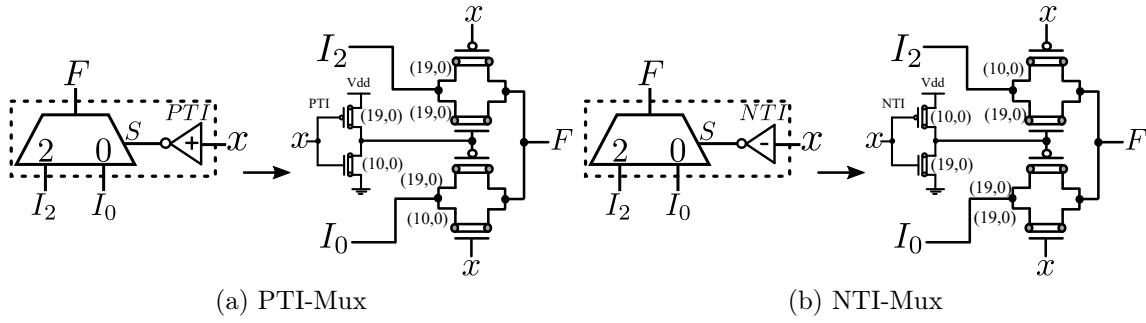 F
PTI
S
2
0
+
x
I₂
I₀
x
I₂
(19,0)
Vdd
PTI
(19,0)
(19,0)
x
F
(10,0)
(19,0)
(10,0)
I₀
x
(a) PTI-Mux
F
NTI
S
2
0
-
x
I₂
I₀
x
I₂
(10,0)
Vdd
NTI
(10,0)
(19,0)
x
F
(19,0)
(19,0)
(19,0)
I₀
x
(b) NTI-Mux